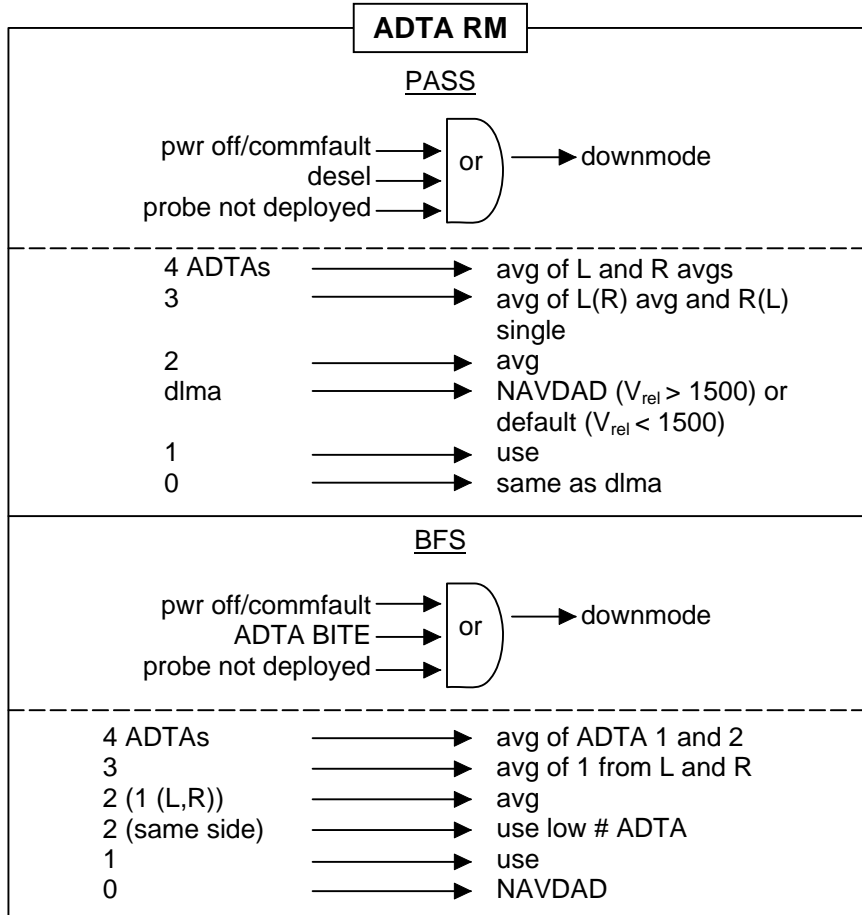 ADTA RM
PASS
pwr off/commfault
desel
probe not deployed
or
downmode
4 ADTAs avg of L and R avgs
3 avg of L(R) avg and R(L)
single
2 avg
dlma NAVDAD (Vrel > 1500) or
default (Vrel < 1500)
1 use
0 same as dlma
BFS
pwr off/commfault
ADTA BITE
probe not deployed
or
downmode
4 ADTAs avg of ADTA 1 and 2
3 avg of 1 from L and R
2 (1 (L,R)) avg
2 (same side) use low # ADTA
1 use
0 NAVDAD